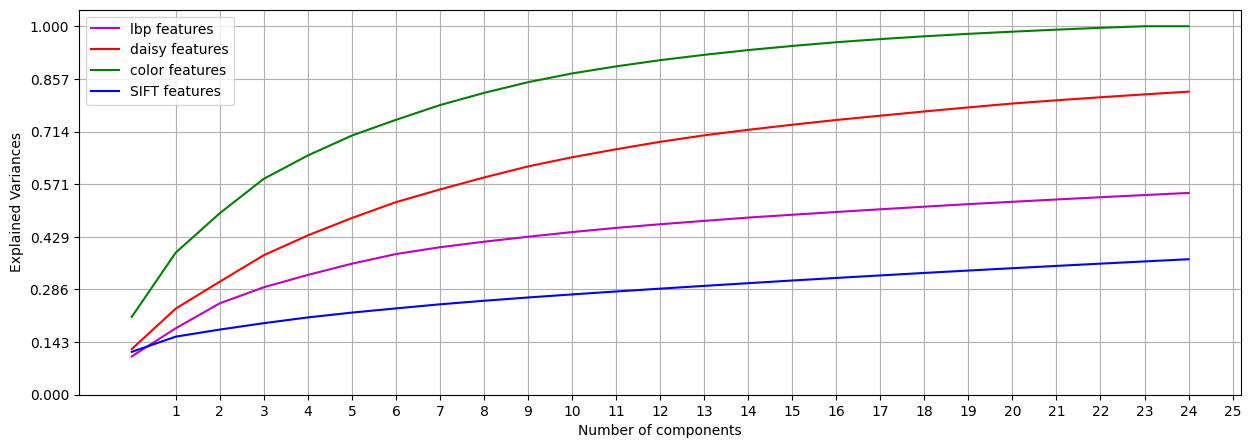 lbp features
daisy features
color features
SIFT features
Explained Variances
1.000
0.857
0.714
0.571
0.429
0.286
0.143
0.000
1 2 3 4 5 6 7 8 9 10 11 12 13 14 15 16 17 18 19 20 21 22 23 24 25
Number of components